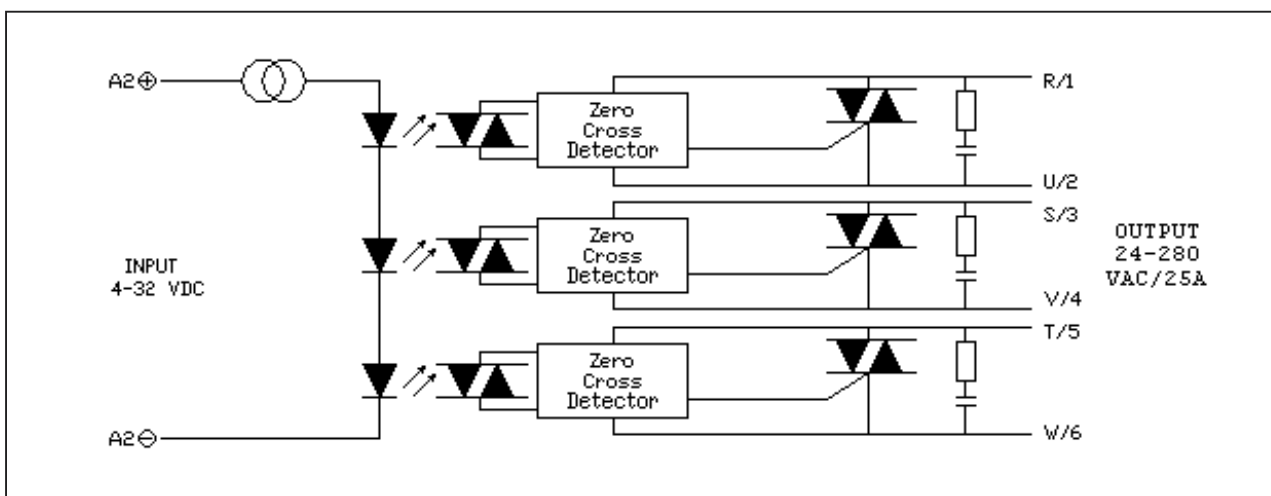 A2⊕
INPUT
4-32 VDC
A2⊖
Zero
Cross
Detector
Zero
Cross
Detector
Zero
Cross
Detector
R/1
U/2
S/3
V/4
T/5
W/6
OUTPUT
24-280
VAC/25A